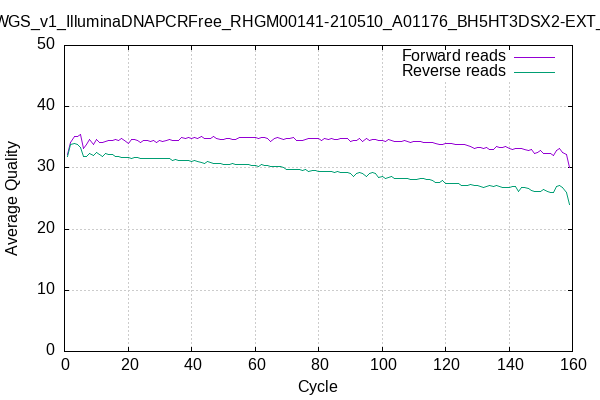 WGS_v1_IlluminaDNAPCRFree_RHGM00141-210510_A01176_BH5HT3DSX2-EXT_
Forward reads
Reverse reads
50
40
30
20
10
0
Average Quality
0 20 40 60 80 100 120 140 160
Cycle